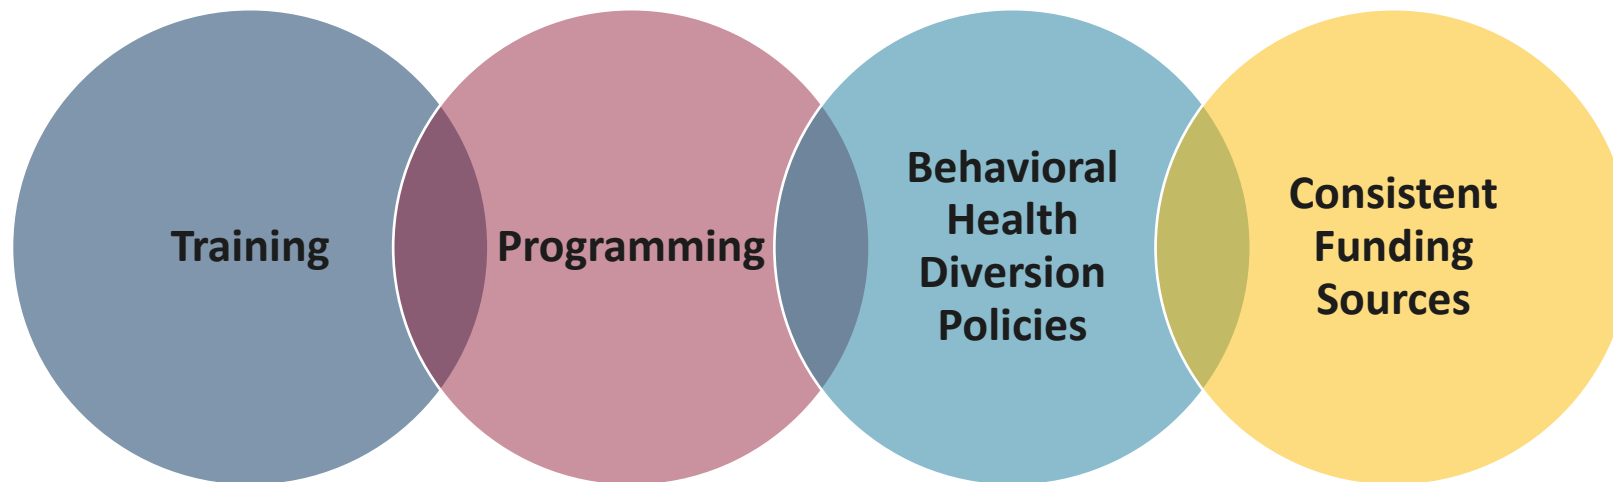 Training
Programming
Behavioral
Health
Diversion
Policies
Consistent
Funding
Sources